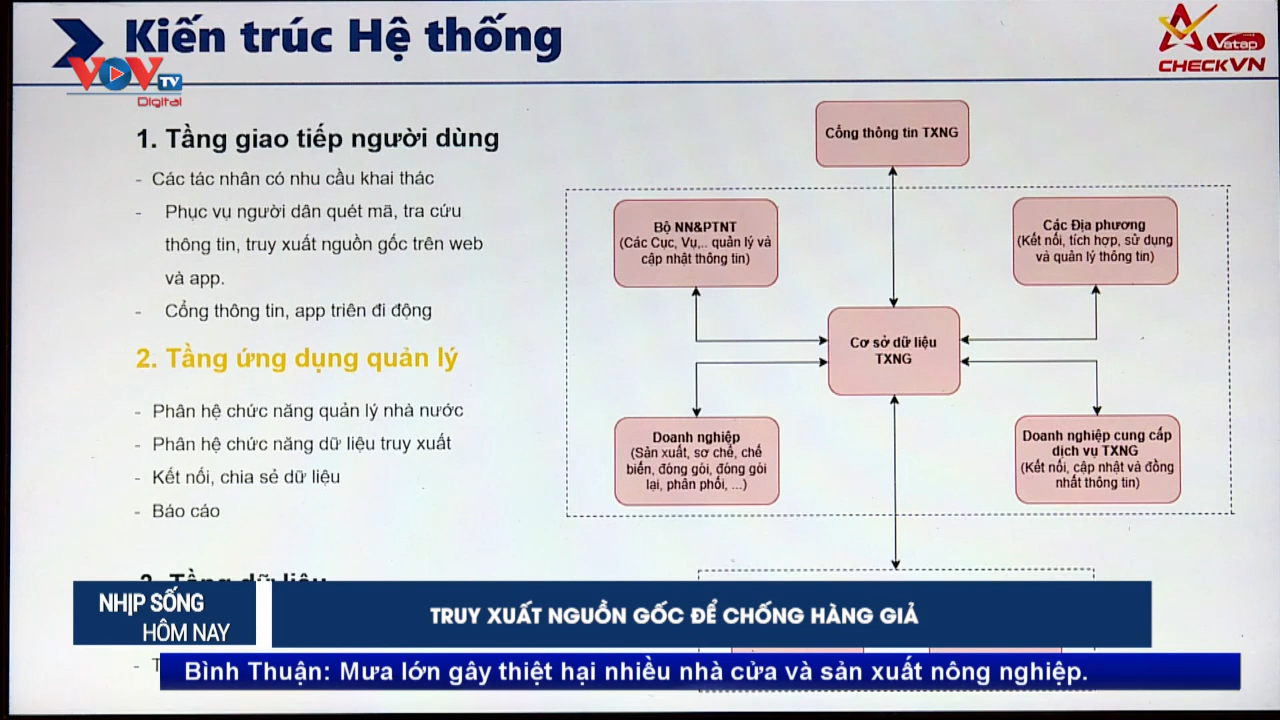 Kiến trúc Hệ thống
VOV TV
Digital
Vatap
CHECKVN
1. Tầng giao tiếp người dùng
- Các tác nhân có nhu cầu khai thác
- Phục vụ người dân quét mã, tra cứu
thông tin, truy xuất nguồn gốc trên web
và app.
- Cổng thông tin, app triên đi động
2. Tầng ứng dụng quản lý
- Phân hệ chức năng quản lý nhà nước
- Phân hệ chức năng dữ liệu truy xuất
- Kết nối, chia sẻ dữ liệu
- Báo cáo
Cổng thông tin TXNG
Bộ NN&PTNT
(Các Cục, Vụ,.. quản lý và
cập nhật thông tin)
Các Địa phương
(Kết nối, tích hợp, sử dụng
và quản lý thông tin)
Cơ sở dữ liệu
TXNG
Doanh nghiệp
(Sản xuất, sơ chế, chế
biến, đóng gói, đóng gói
lại, phân phối, ...)
Doanh nghiệp cung cấp
dịch vụ TXNG
(Kết nối, cập nhật và đồng
nhất thông tin)
NHỊP SỐNG
HÔM NAY
TRUY XUẤT NGUỒN GỐC ĐỂ CHỐNG HÀNG GIẢ
Bình Thuận: Mưa lớn gây thiệt hại nhiều nhà cửa và sản xuất nông nghiệp.